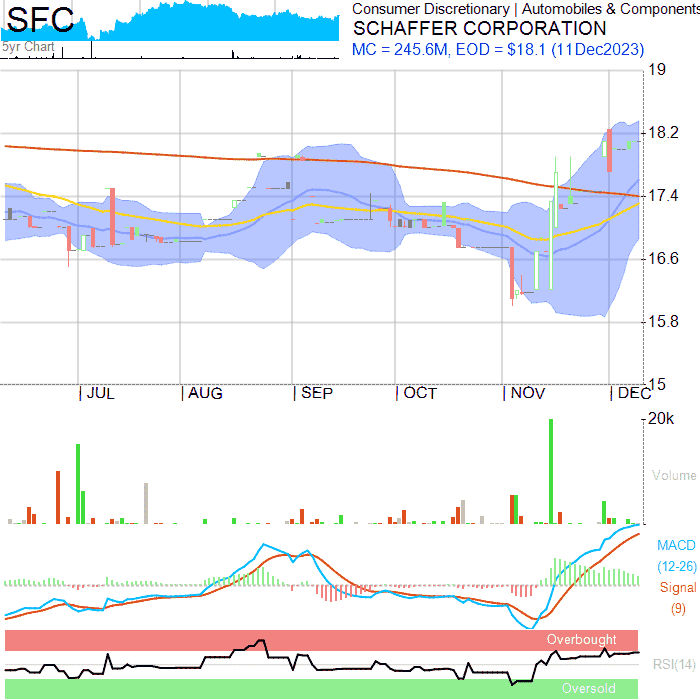 SFC
Consumer Discretionary | Automobiles & Components
SCHAFFER CORPORATION
MC = 245.6M, EOD = $18.1 (11Dec2023)
5yr Chart
19
18.2
17.4
16.6
15.8
15
| JUL | AUG | SEP | OCT | NOV | DEC
20k
Volume
MACD
(12-26)
Signal
(9)
Overbought
RSI(14)
Oversold